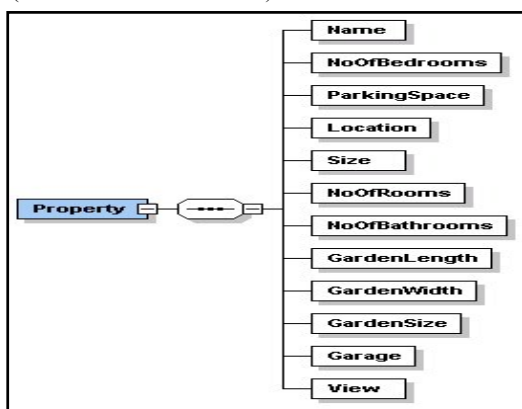 Name
NoOfBedrooms
ParkingSpace
Location
Size
NoOfRooms
Property
NoOfBathrooms
GardenLength
GardenWidth
GardenSize
Garage
View